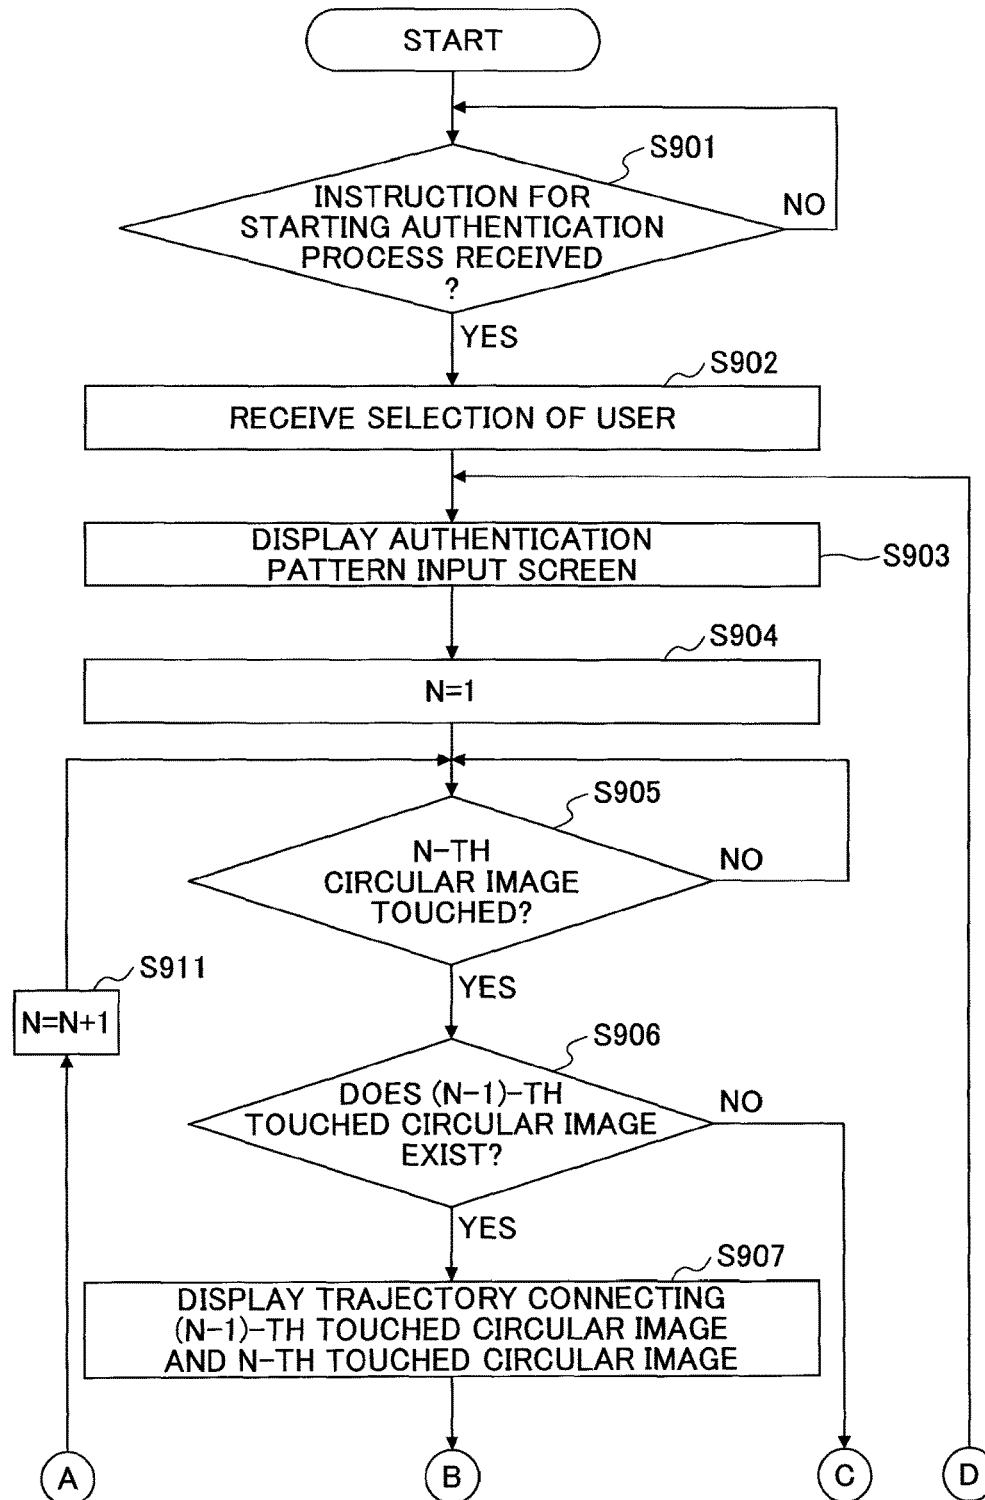 START
S901
INSTRUCTION FOR
STARTING AUTHENTICATION
PROCESS RECEIVED
?
NO
YES
S902
RECEIVE SELECTION OF USER
DISPLAY AUTHENTICATION
PATTERN INPUT SCREEN
S903
S904
N=1
S905
N-TH
CIRCULAR IMAGE
TOUCHED?
NO
YES
S911
N=N+1
S906
DOES (N-1)-TH
TOUCHED CIRCULAR IMAGE
EXIST?
NO
YES
S907
DISPLAY TRAJECTORY CONNECTING
(N-1)-TH TOUCHED CIRCULAR IMAGE
AND N-TH TOUCHED CIRCULAR IMAGE
A
B
C
D